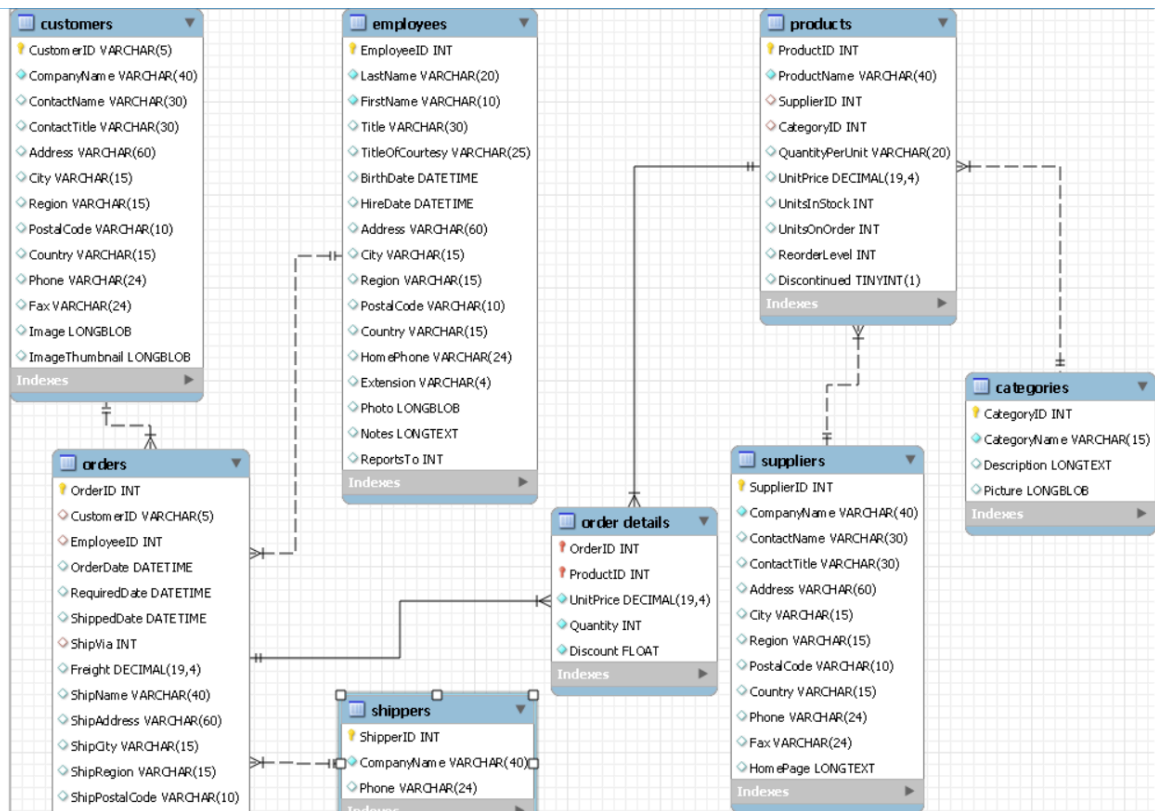 customers
CustomerID VARCHAR(5)
CompanyName VARCHAR(40)
ContactName VARCHAR(30)
ContactTitle VARCHAR(30)
Address VARCHAR(60)
City VARCHAR(15)
Region VARCHAR(15)
PostalCode VARCHAR(10)
Country VARCHAR(15)
Phone VARCHAR(24)
Fax VARCHAR(24)
Image LONGBLOB
ImageThumbnail LONGBLOB
Indexes
employees
EmployeeID INT
LastName VARCHAR(20)
FirstName VARCHAR(10)
Title VARCHAR(30)
TitleOfCourtesy VARCHAR(25)
BirthDate DATETIME
HireDate DATETIME
Address VARCHAR(60)
City VARCHAR(15)
Region VARCHAR(15)
PostalCode VARCHAR(10)
Country VARCHAR(15)
HomePhone VARCHAR(24)
Extension VARCHAR(4)
Photo LONGBLOB
Notes LONGTEXT
ReportsTo INT
Indexes
products
ProductID INT
ProductName VARCHAR(40)
SupplierID INT
CategoryID INT
QuantityPerUnit VARCHAR(20)
UnitPrice DECIMAL(19,4)
UnitsInStock INT
UnitsOnOrder INT
ReorderLevel INT
Discontinued TINYINT(1)
Indexes
categories
CategoryID INT
CategoryName VARCHAR(15)
Description LONGTEXT
Picture LONGBLOB
Indexes
orders
OrderID INT
CustomerID VARCHAR(5)
EmployeeID INT
OrderDate DATETIME
RequiredDate DATETIME
ShippedDate DATETIME
ShipVia INT
Freight DECIMAL(19,4)
ShipName VARCHAR(40)
ShipAddress VARCHAR(60)
ShipCity VARCHAR(15)
ShipRegion VARCHAR(15)
ShipPostalCode VARCHAR(10)
order details
OrderID INT
ProductID INT
UnitPrice DECIMAL(19,4)
Quantity INT
Discount FLOAT
Indexes
suppliers
SupplierID INT
CompanyName VARCHAR(40)
ContactName VARCHAR(30)
ContactTitle VARCHAR(30)
Address VARCHAR(60)
City VARCHAR(15)
Region VARCHAR(15)
PostalCode VARCHAR(10)
Country VARCHAR(15)
Phone VARCHAR(24)
Fax VARCHAR(24)
HomePage LONGTEXT
Indexes
shippers
ShipperID INT
CompanyName VARCHAR(40)
Phone VARCHAR(24)
Indexes